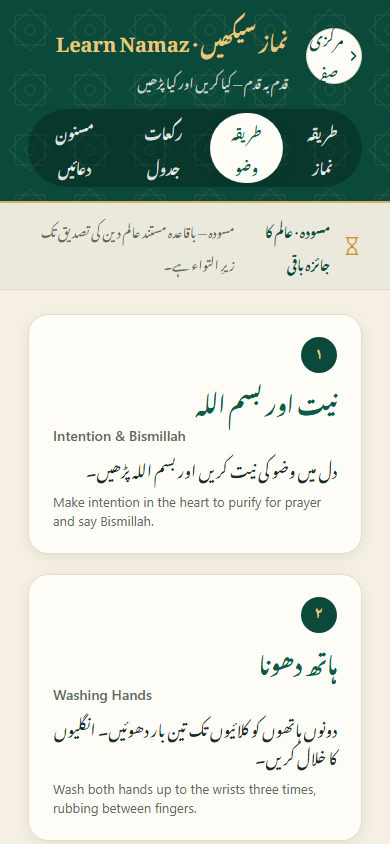 مرکزی صفحہ
نماز سیکھیں · Learn Namaz
قدم بہ قدم — کیا کریں اور کیا پڑھیں
طریقہ نماز
طریقہ وضو
رکعات جدول
مسنون دعائیں
مسودہ · عالم کا جائزہ باقی
مسودہ — باقاعدہ مستند عالم دین کی تصدیق تک زیر التواء ہے۔
۱
نیت اور بسم اللہ
Intention & Bismillah
دل میں وضو کی نیت کریں اور بسم اللہ پڑھیں۔
Make intention in the heart to purify for prayer
and say Bismillah.
۲
ہاتھ دھونا
Washing Hands
دونوں ہاتھوں کو کلائیوں تک تین بار دھوئیں۔ انگلیوں
کا خلال کریں۔
Wash both hands up to the wrists three times,
rubbing between fingers.